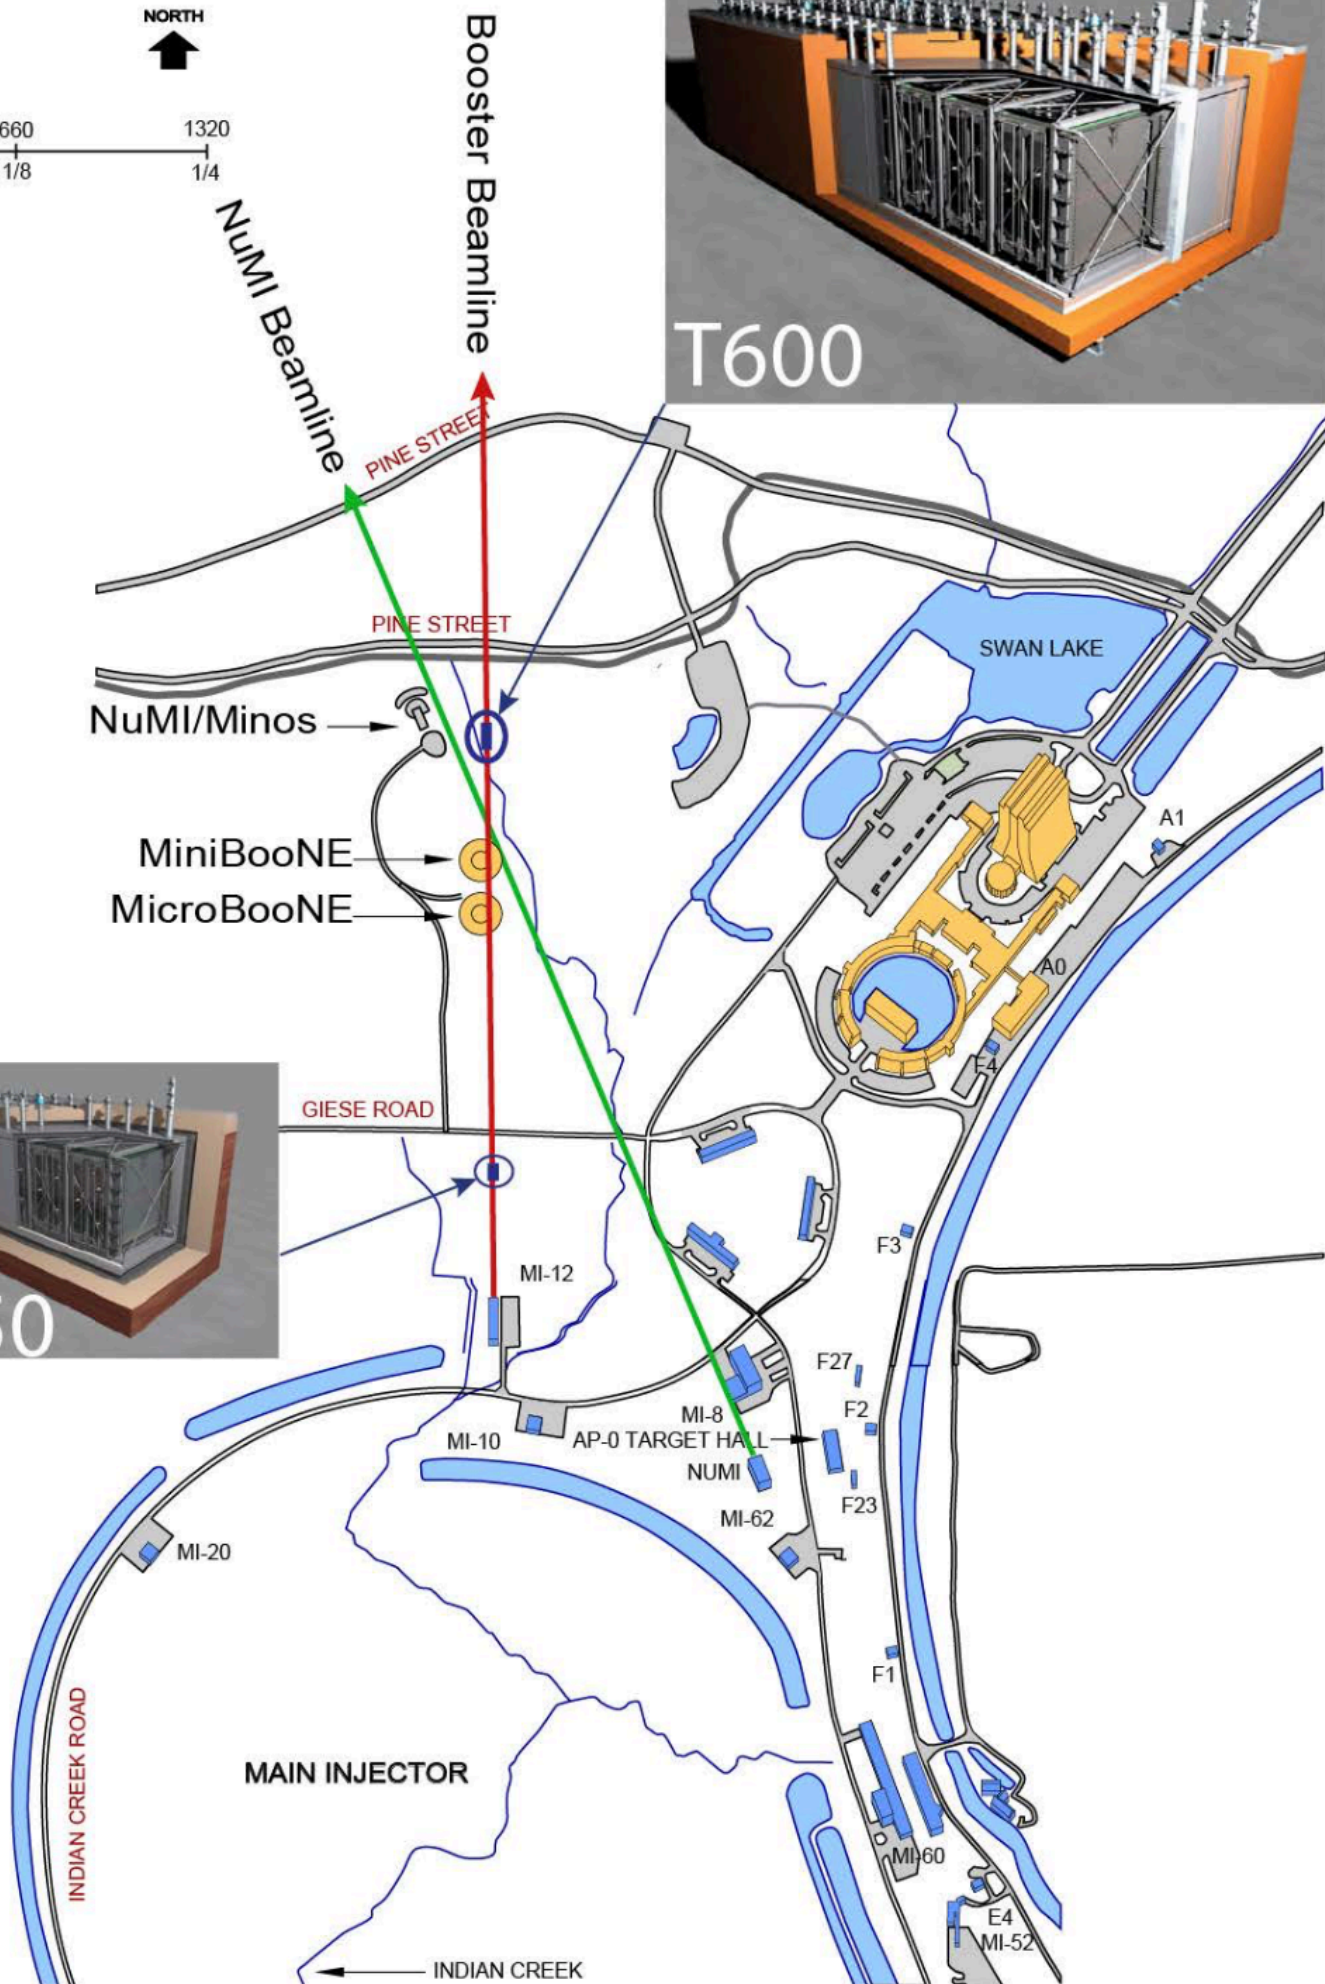 NORTH
660
1320
1/8
1/4
Booster Beamline
NuMI Beamline
T600
PINE STREET
PINE STREET
SWAN LAKE
NuMI/Minos
A1
MiniBooNE
MicroBooNE
A0
F4
GIESE ROAD
F3
MI-12
50
F27
F2
MI-8
AP-0 TARGET HALL
MI-10
NUMI
F23
MI-62
MI-20
F1
INDIAN CREEK ROAD
MAIN INJECTOR
MI-60
E4
MI-52
INDIAN CREEK